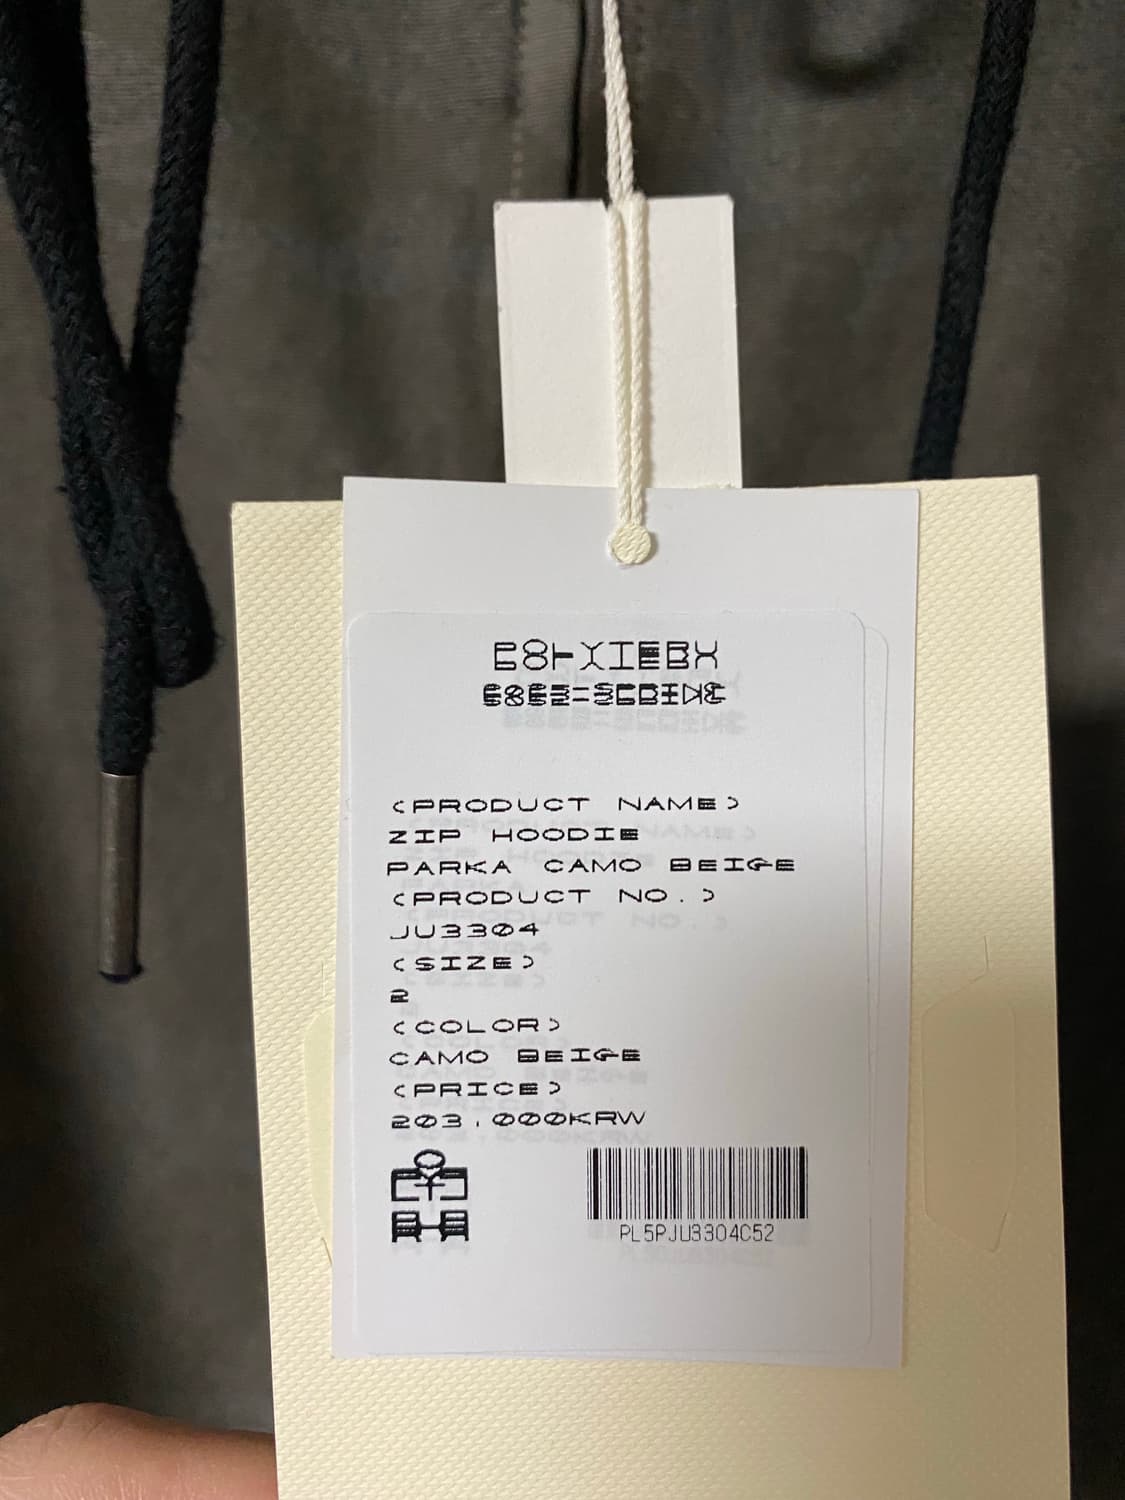 <PRODUCT NAME>
ZIP HOODIE
PARKA CAMO BEIGE
<PRODUCT NO.>
JU3304
<SIZE>
2
<COLOR>
CAMO BEIGE
<PRICE>
203,000KRW
PL5PJU3304C52